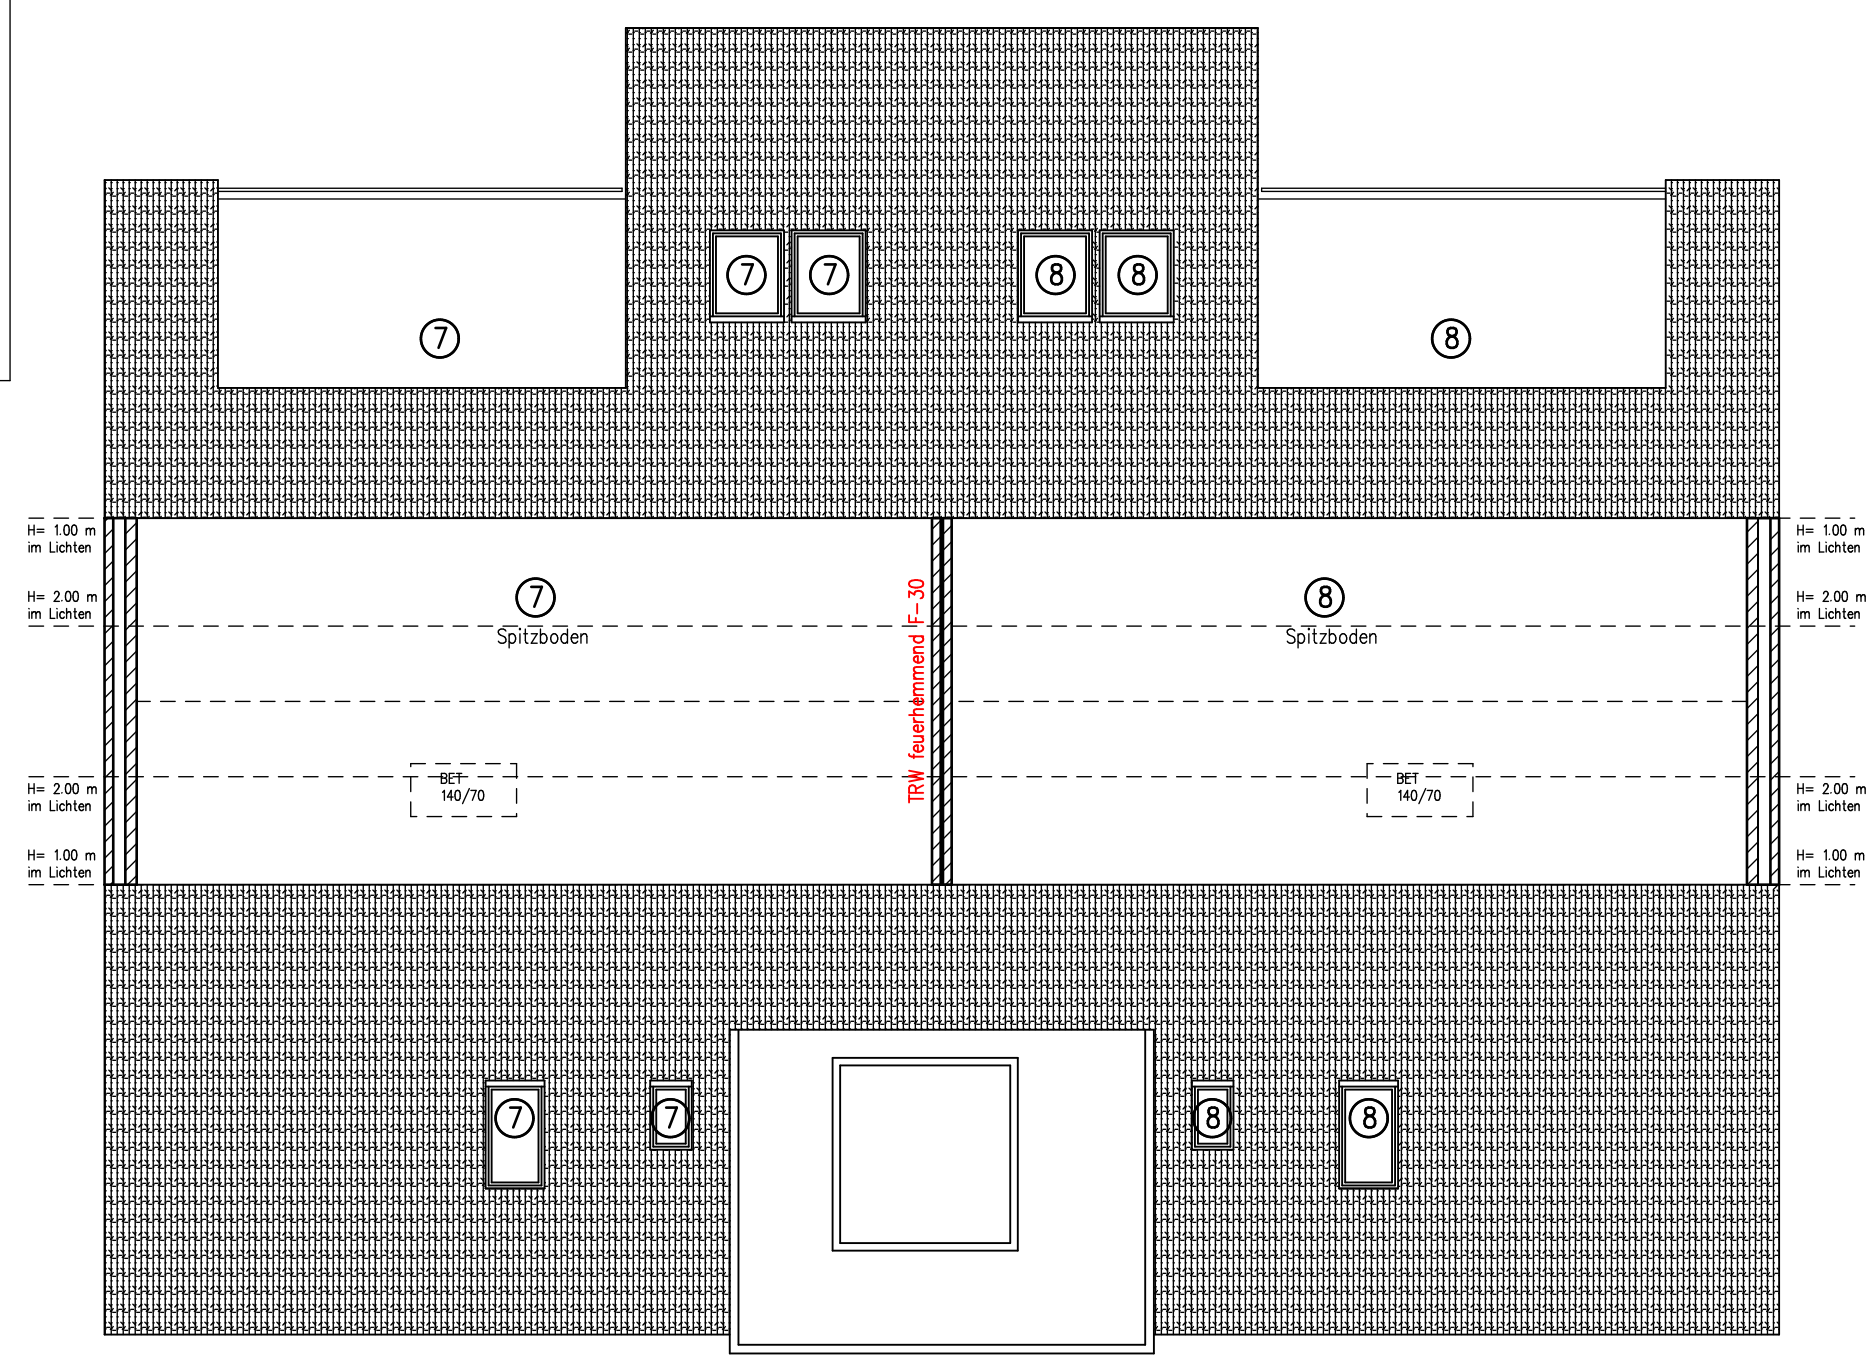 7
7
8
8
7
8
H= 1.00 m
im Lichten
H= 1.00 m
im Lichten
H= 2.00 m
im Lichten
7
Spitzboden
TRW feuerhemmend F-30
8
Spitzboden
H= 2.00 m
im Lichten
H= 2.00 m
im Lichten
BET
140/70
BET
140/70
H= 2.00 m
im Lichten
H= 1.00 m
im Lichten
H= 1.00 m
im Lichten
7
7
8
8